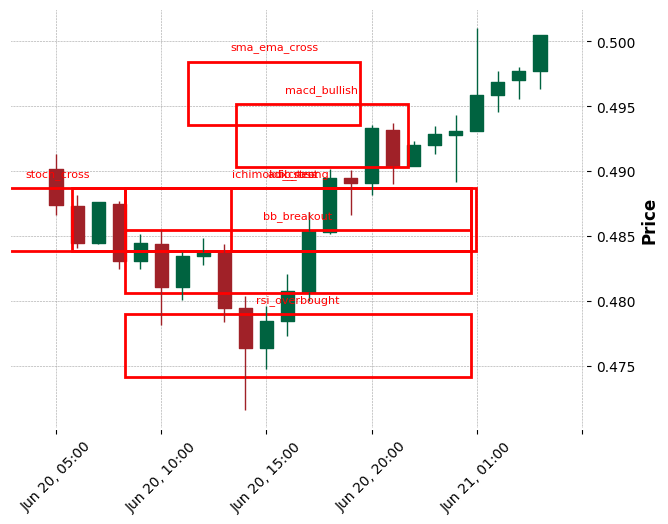 sma_ema_cross
0.500
macd_bullish
0.495
stoch_cross
0.490
bb_breakout
0.485
Price
rsi_overbought
0.480
0.475
Jun 20, 05:00
Jun 20, 10:00
Jun 20, 15:00
Jun 20, 20:00
Jun 21, 01:00